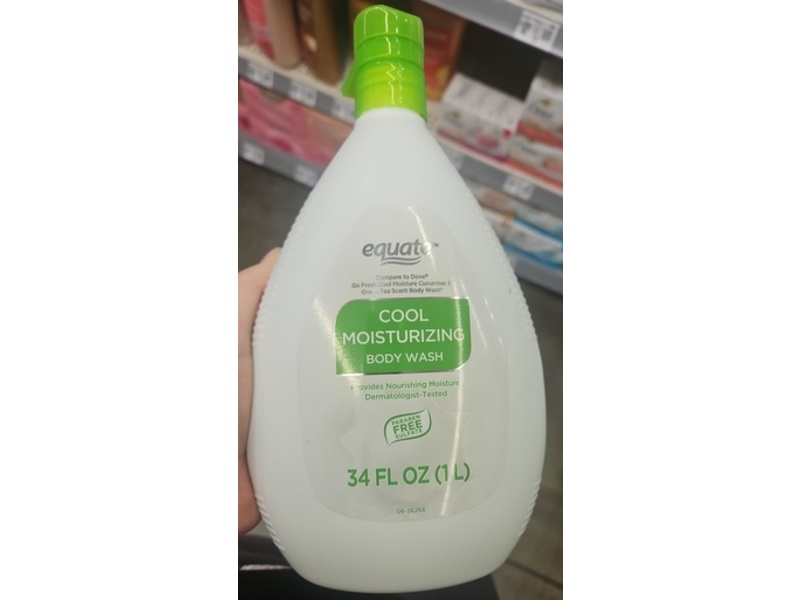 equate™
Compare to Dove®
Go Fresh Cool Moisture Cucumber &
Green Tea Scent Body Wash*
COOL
MOISTURIZING
BODY WASH
Provides Nourishing Moisture
Dermatologist-Tested
PARABEN
FREE
SULFATE
34 FL OZ (1 L)